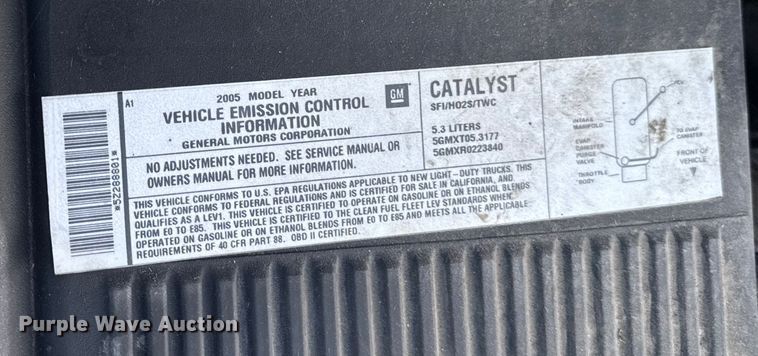 A1
2005 MODEL YEAR
VEHICLE EMISSION CONTROL
INFORMATION
GENERAL MOTORS CORPORATION
GM
NO ADJUSTMENTS NEEDED. SEE SERVICE MANUAL OR
OWNERS MANUAL FOR MORE INFORMATION.
THIS VEHICLE CONFORMS TO U.S. EPA REGULATIONS APPLICABLE TO NEW LIGHT-DUTY TRUCKS. THIS
VEHICLE CONFORMS TO FEDERAL REGULATIONS AND IS CERTIFIED FOR SALE IN CALIFORNIA, AND
QUALIFIES AS A LEV1. THIS VEHICLE IS CERTIFIED TO OPERATE ON GASOLINE OR ON ETHANOL BLENDS
FROM E0 TO E85. THIS VEHICLE IS CERTIFIED TO THE CLEAN FUEL FLEET LEV STANDARDS WHEN
OPERATED ON GASOLINE OR ON ETHANOL BLENDS FROM E0 TO E85 AND MEETS ALL THE APPLICABLE
REQUIREMENTS OF 40 CFR PART 88. OBD II CERTIFIED.
CATALYST
SFI/HO2S/TWC
5.3 LITERS
5GMXT05.3177
5GMXR0223840
INTAKE
MANIFOLD
EVAP
CANISTER
PURGE
VALVE
THROTTLE
BODY
TO EVAP
CANISTER
FRONT OF
VEHICLE
*52288801*
Purple Wave Auction